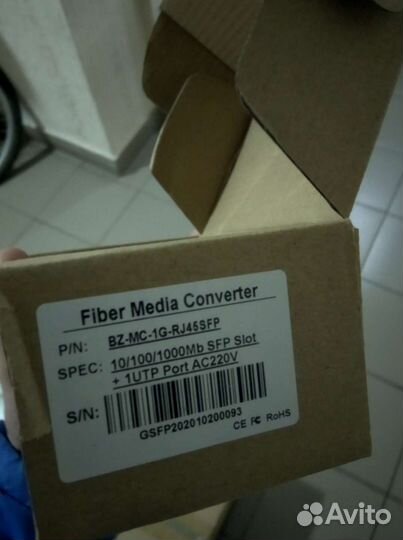 Fiber Media Converter
P/N: BZ-MC-1G-RJ45SFP
SPEC: 10/100/1000Mb SFP Slot
+ 1UTP Port AC220V
S/N:
GSFP202010200093
CE FC RoHS
Avito